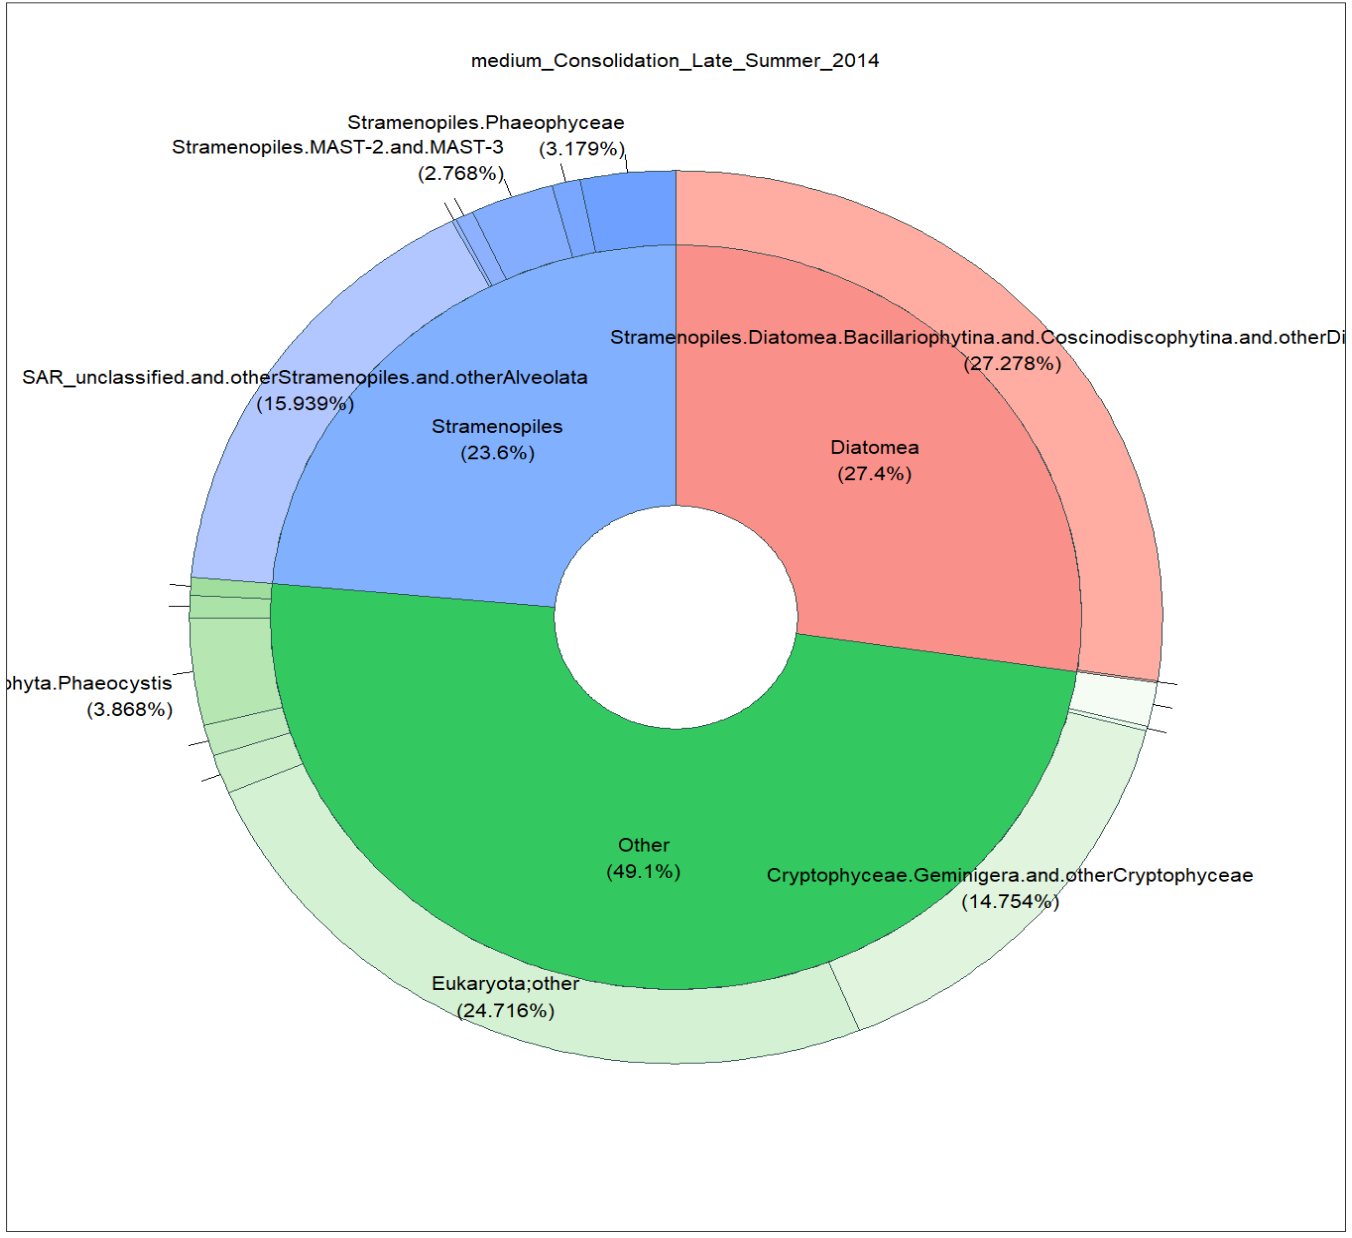 medium_Consolidation_Late_Summer_2014
Stramenopiles.Phaeophyceae
(3.179%)
Stramenopiles.MAST-2.and.MAST-3
(2.768%)
Stramenopiles.Diatomea.Bacillariophytina.and.Coscinodiscophytina.and.otherDi
(27.278%)
SAR_unclassified.and.otherStramenopiles.and.otherAlveolata
(15.939%)
Stramenopiles
(23.6%)
Diatomea
(27.4%)
phyta.Phaeocystis
(3.868%)
Other
(49.1%)
Cryptophyceae.Geminigera.and.otherCryptophyceae
(14.754%)
Eukaryota;other
(24.716%)